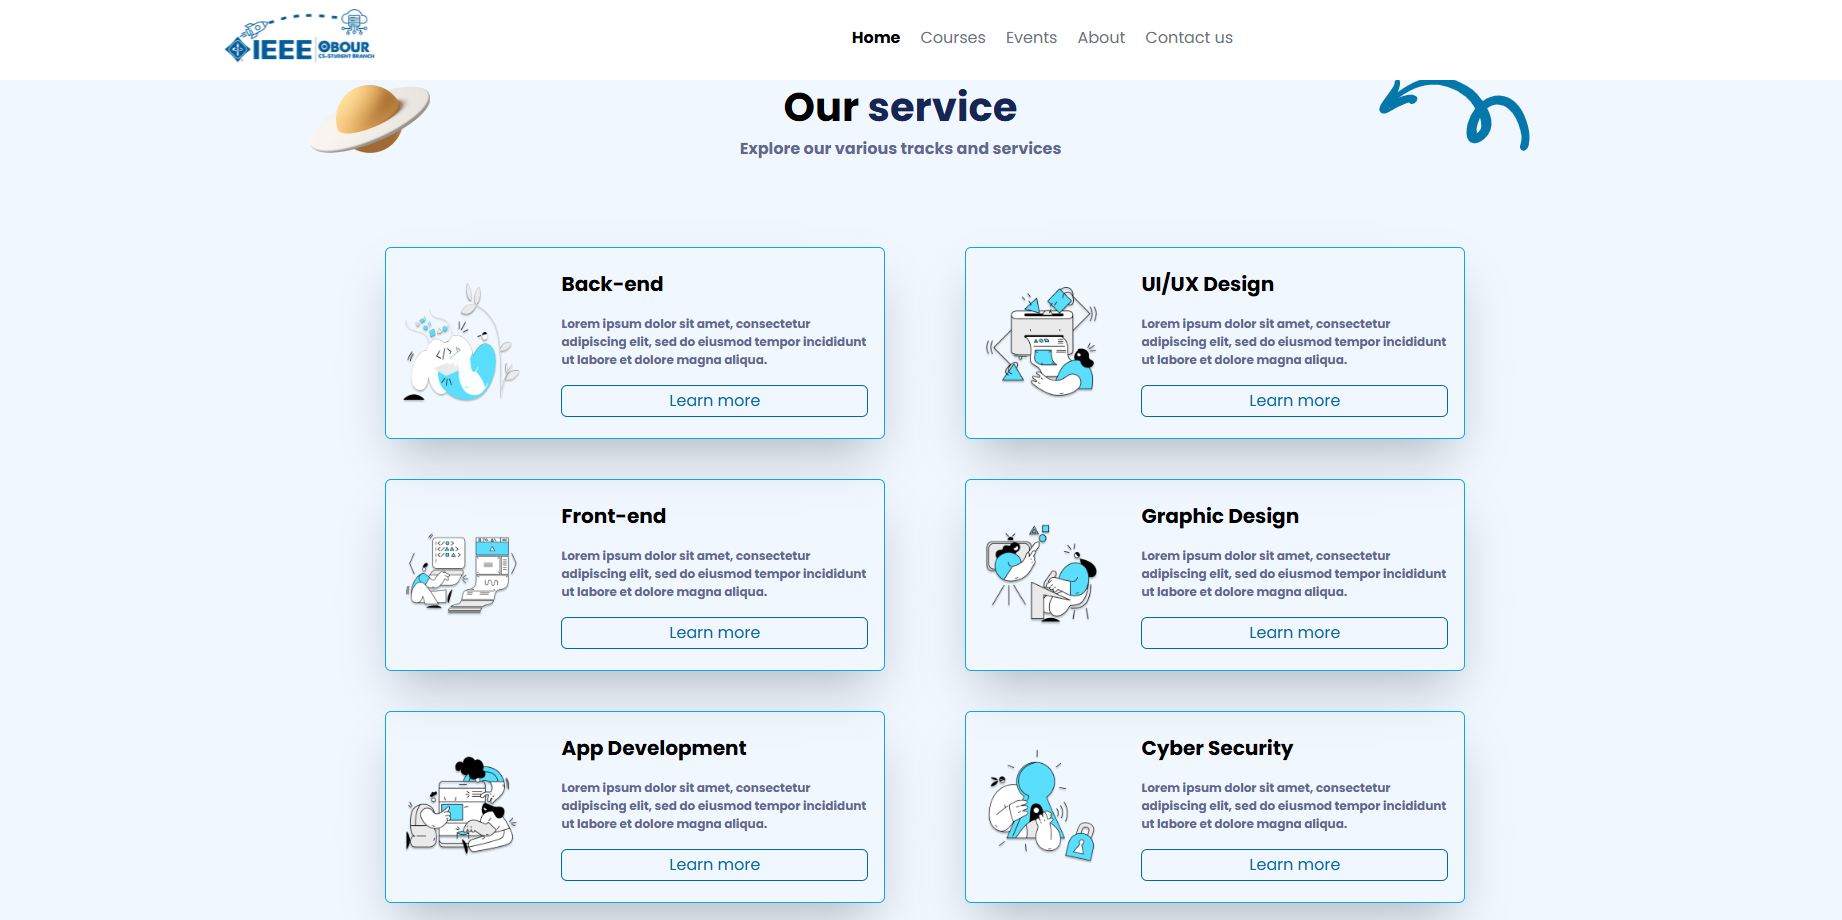 IEEE OBOUR
CS-STUDENT BRANCH
Home Courses Events About Contact us
Our service
Explore our various tracks and services
Back-end
Lorem ipsum dolor sit amet, consectetur
adipiscing elit, sed do eiusmod tempor incididunt
ut labore et dolore magna aliqua.
Learn more
UI/UX Design
Lorem ipsum dolor sit amet, consectetur
adipiscing elit, sed do eiusmod tempor incididunt
ut labore et dolore magna aliqua.
Learn more
Front-end
Lorem ipsum dolor sit amet, consectetur
adipiscing elit, sed do eiusmod tempor incididunt
ut labore et dolore magna aliqua.
Learn more
Graphic Design
Lorem ipsum dolor sit amet, consectetur
adipiscing elit, sed do eiusmod tempor incididunt
ut labore et dolore magna aliqua.
Learn more
App Development
Lorem ipsum dolor sit amet, consectetur
adipiscing elit, sed do eiusmod tempor incididunt
ut labore et dolore magna aliqua.
Learn more
Cyber Security
Lorem ipsum dolor sit amet, consectetur
adipiscing elit, sed do eiusmod tempor incididunt
ut labore et dolore magna aliqua.
Learn more